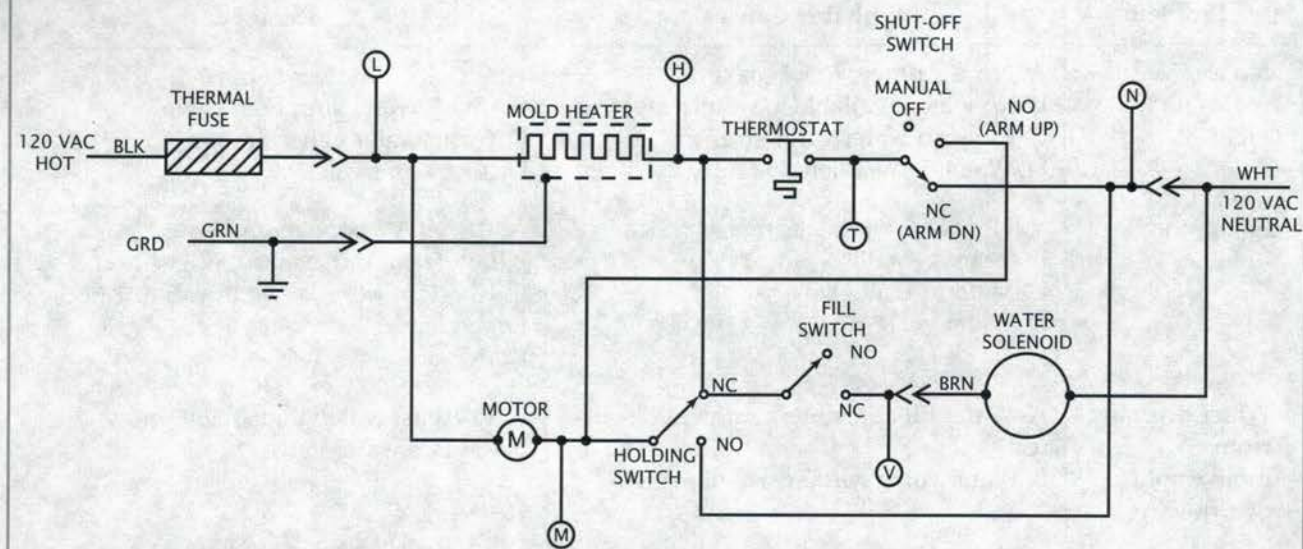 SHUT-OFF
SWITCH
L
H
MANUAL
OFF
N
THERMAL
FUSE
MOLD HEATER
THERMOSTAT
NO
(ARM UP)
120 VAC
HOT
BLK
WHT
120 VAC
NEUTRAL
NC
(ARM DN)
T
GRD
GRN
FILL
SWITCH
WATER
SOLENOID
NO
NC
BRN
NC
MOTOR
M
NO
HOLDING
SWITCH
V
M